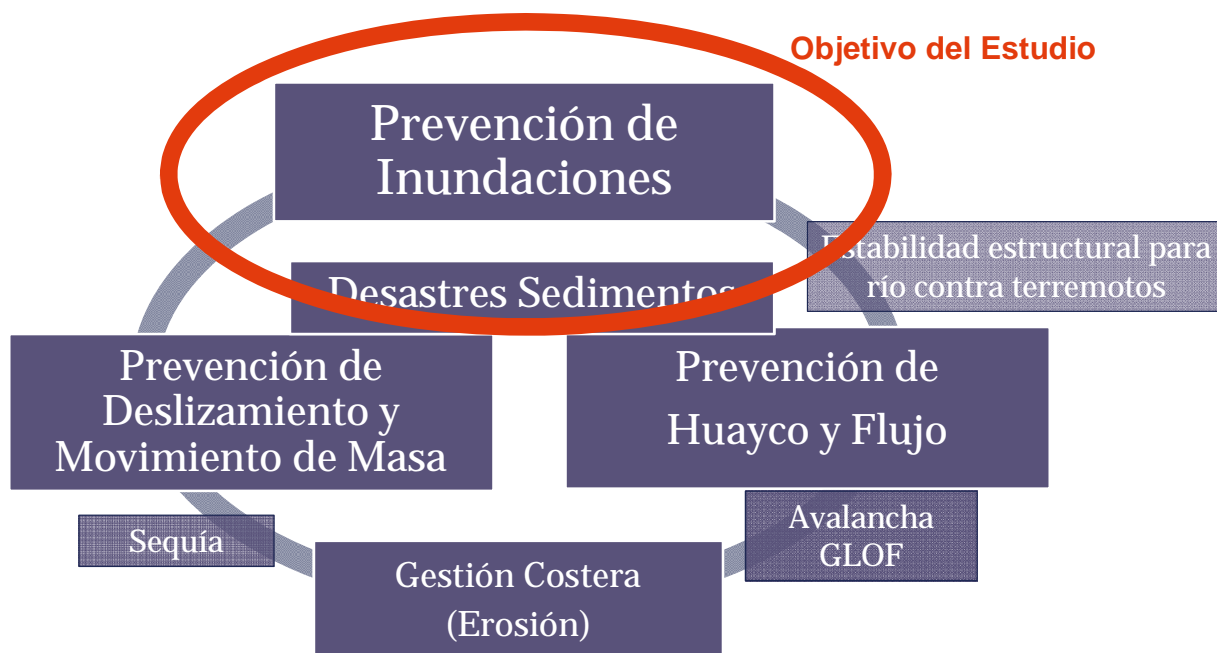 Objetivo del Estudio
Prevención de
Inundaciones
Estabilidad estructural para
río contra terremotos
Desastres Sedimentos
Prevención de
Deslizamiento y
Movimiento de Masa
Prevención de
Huayco y Flujo
Sequía
Avalancha
GLOF
Gestión Costera
(Erosión)